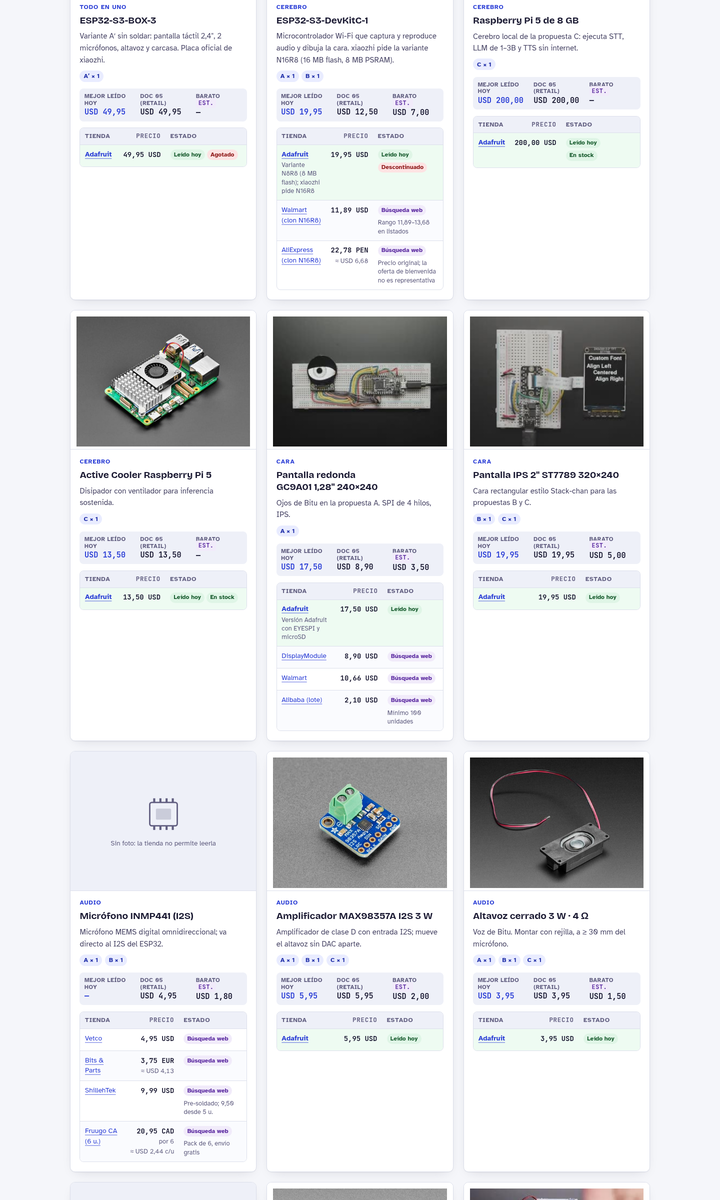 TODO EN UNO
ESP32-S3-BOX-3
Variante A′ sin soldar: pantalla táctil 2,4″, 2
micrófonos, altavoz y carcasa. Placa oficial de
xiaozhi.
A′ × 1
MEJOR LEÍDO HOY
DOC 05 (RETAIL)
BARATO EST.
USD 49,95
USD 49,95
—
TIENDA PRECIO ESTADO
Adafruit 49,95 USD Leído hoy Agotado
CEREBRO
ESP32-S3-DevKitC-1
Microcontrolador Wi-Fi que captura y reproduce
audio y dibuja la cara. xiaozhi pide la variante
N16R8 (16 MB flash, 8 MB PSRAM).
A × 1 B × 1
MEJOR LEÍDO HOY
DOC 05 (RETAIL)
BARATO EST.
USD 19,95
USD 12,50
USD 7,00
TIENDA PRECIO ESTADO
Adafruit 19,95 USD Leído hoy
Descontinuado
Variante
N8R8 (8 MB
flash); xiaozhi
pide N16R8
Walmart
(clon N16R8)
11,89 USD Búsqueda web
Rango 11,89–13,68
en listados
AliExpress
(clon N16R8)
22,78 PEN
≈ USD 6,68
Búsqueda web
Precio original; la
oferta de bienvenida
no es representativa
CEREBRO
Raspberry Pi 5 de 8 GB
Cerebro local de la propuesta C: ejecuta STT,
LLM de 1–3B y TTS sin internet.
C × 1
MEJOR LEÍDO HOY
DOC 05 (RETAIL)
BARATO EST.
USD 200,00
USD 200,00
—
TIENDA PRECIO ESTADO
Adafruit 200,00 USD Leído hoy
En stock
CEREBRO
Active Cooler Raspberry Pi 5
Disipador con ventilador para inferencia
sostenida.
C × 1
MEJOR LEÍDO HOY
DOC 05 (RETAIL)
BARATO EST.
USD 13,50
USD 13,50
—
TIENDA PRECIO ESTADO
Adafruit 13,50 USD Leído hoy En stock
CARA
Pantalla redonda
GC9A01 1,28" 240×240
Ojos de Bitu en la propuesta A. SPI de 4 hilos,
IPS.
A × 1
MEJOR LEÍDO HOY
DOC 05 (RETAIL)
BARATO EST.
USD 17,50
USD 8,90
USD 3,50
TIENDA PRECIO ESTADO
Adafruit 17,50 USD Leído hoy
Versión Adafruit
con EYESPI y
microSD
DisplayModule 8,90 USD Búsqueda web
Walmart 10,66 USD Búsqueda web
Alibaba (lote) 2,10 USD Búsqueda web
Mínimo 100
unidades
Custom Font
Align Left
Centered
Align Right
CARA
Pantalla IPS 2" ST7789 320×240
Cara rectangular estilo Stack-chan para las
propuestas B y C.
B × 1 C × 1
MEJOR LEÍDO HOY
DOC 05 (RETAIL)
BARATO EST.
USD 19,95
USD 19,95
USD 5,00
TIENDA PRECIO ESTADO
Adafruit 19,95 USD Leído hoy
Sin foto: la tienda no permite leerla
AUDIO
Micrófono INMP441 (I2S)
Micrófono MEMS digital omnidireccional; va
directo al I2S del ESP32.
A × 1 B × 1
MEJOR LEÍDO HOY
DOC 05 (RETAIL)
BARATO EST.
—
USD 4,95
USD 1,80
TIENDA PRECIO ESTADO
Vetco 4,95 USD Búsqueda web
Bits &
Parts
3,75 EUR
≈ USD 4,13
Búsqueda web
ShillehTek 9,99 USD Búsqueda web
Pre-soldado; 9,50
desde 5 u.
Fruugo CA
(6 u.)
20,95 CAD
por 6
≈ USD 2,44 c/u
Búsqueda web
Pack de 6, envío
gratis
AUDIO
Amplificador MAX98357A I2S 3 W
Amplificador de clase D con entrada I2S; mueve
el altavoz sin DAC aparte.
A × 1 B × 1 C × 1
MEJOR LEÍDO HOY
DOC 05 (RETAIL)
BARATO EST.
USD 5,95
USD 5,95
USD 2,00
TIENDA PRECIO ESTADO
Adafruit 5,95 USD Leído hoy
AUDIO
Altavoz cerrado 3 W · 4 Ω
Voz de Bitu. Montar con rejilla, a ≥ 30 mm del
micrófono.
A × 1 B × 1 C × 1
MEJOR LEÍDO HOY
DOC 05 (RETAIL)
BARATO EST.
USD 3,95
USD 3,95
USD 1,50
TIENDA PRECIO ESTADO
Adafruit 3,95 USD Leído hoy